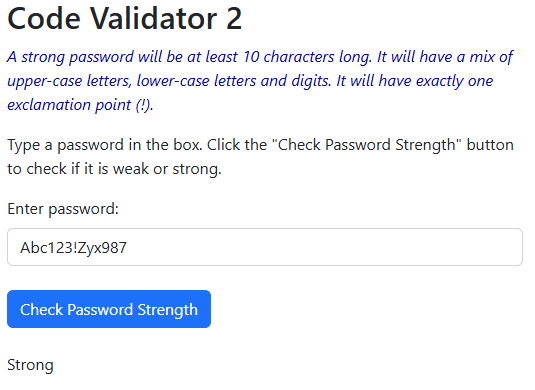 Code Validator 2
A strong password will be at least 10 characters long. It will have a mix of
upper-case letters, lower-case letters and digits. It will have exactly one
exclamation point (!).
Type a password in the box. Click the "Check Password Strength" button
to check if it is weak or strong.
Enter password:
Abc123!Zyx987
Check Password Strength
Strong